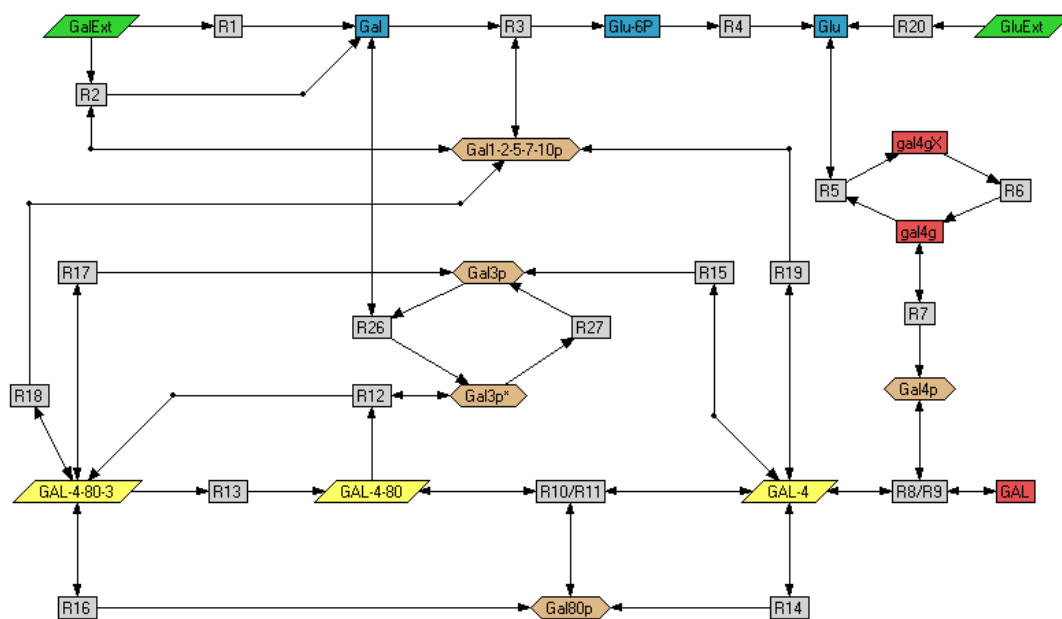 GalExt
R1
Gal
R3
Glu-6P
R4
Glu
R20
GluExt
R2
Gal1-2-5-7-10p
gal4gX
R5
R6
gal4g
R17
Gal3p
R15
R19
R7
R26
R27
R18
R12
Gal3p*
Gal4p
GAL-4-80-3
R13
GAL-4-80
R10/R11
GAL-4
R8/R9
GAL
R16
Gal80p
R14